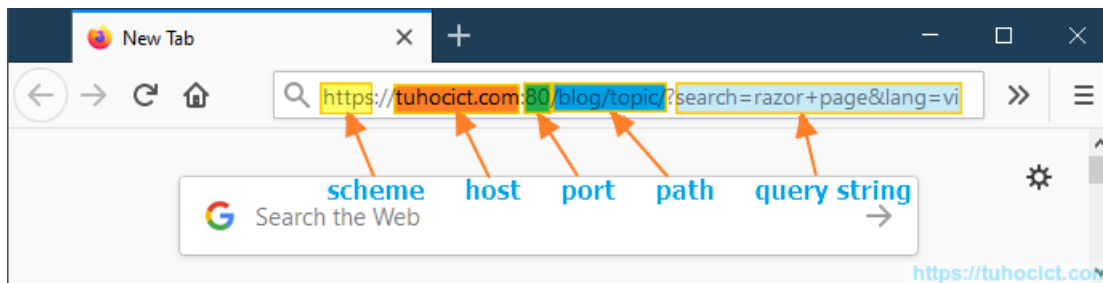 New Tab
https://tuhocict.com:80/blog/topic/?search=razor+page&lang=vi
scheme host port path query string
G Search the Web
https://tuhocict.com